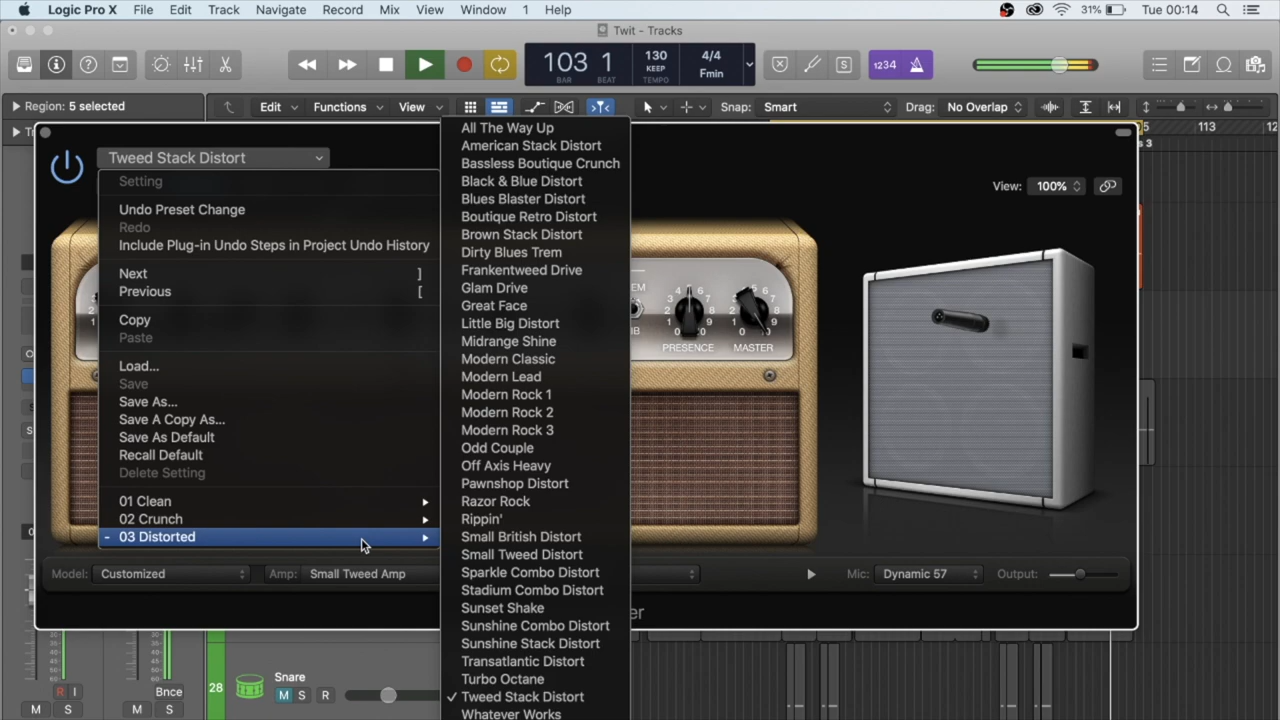 Logic Pro X File Edit Track Navigate Record Mix View Window 1 Help 31% Tue 00:14
Twit - Tracks
103 1 130 4/4
KEEP
BAR BEAT TEMPO Fmin
1234
S
Region: 5 selected
Edit Functions View Snap: Smart Drag: No Overlap
5 113
s 3
Tweed Stack Distort
View: 100%
Setting
Undo Preset Change
Redo
Include Plug-in Undo Steps in Project Undo History
Next ]
Previous [
Copy
Paste
Load...
Save
Save As...
Save A Copy As...
Save As Default
Recall Default
Delete Setting
01 Clean
02 Crunch
- 03 Distorted
All The Way Up
American Stack Distort
Bassless Boutique Crunch
Black & Blue Distort
Blues Blaster Distort
Boutique Retro Distort
Brown Stack Distort
Dirty Blues Trem
Frankentweed Drive
Glam Drive
Great Face
Little Big Distort
Midrange Shine
Modern Classic
Modern Lead
Modern Rock 1
Modern Rock 2
Modern Rock 3
Odd Couple
Off Axis Heavy
Pawnshop Distort
Razor Rock
Rippin'
Small British Distort
Small Tweed Distort
Sparkle Combo Distort
Stadium Combo Distort
Sunset Shake
Sunshine Combo Distort
Sunshine Stack Distort
Transatlantic Distort
Turbo Octane
✓ Tweed Stack Distort
Whatever Works
PRESENCE MASTER
Model: Customized Amp: Small Tweed Amp Mic: Dynamic 57 Output:
R I Bnce
M S M S
28 Snare
M S R